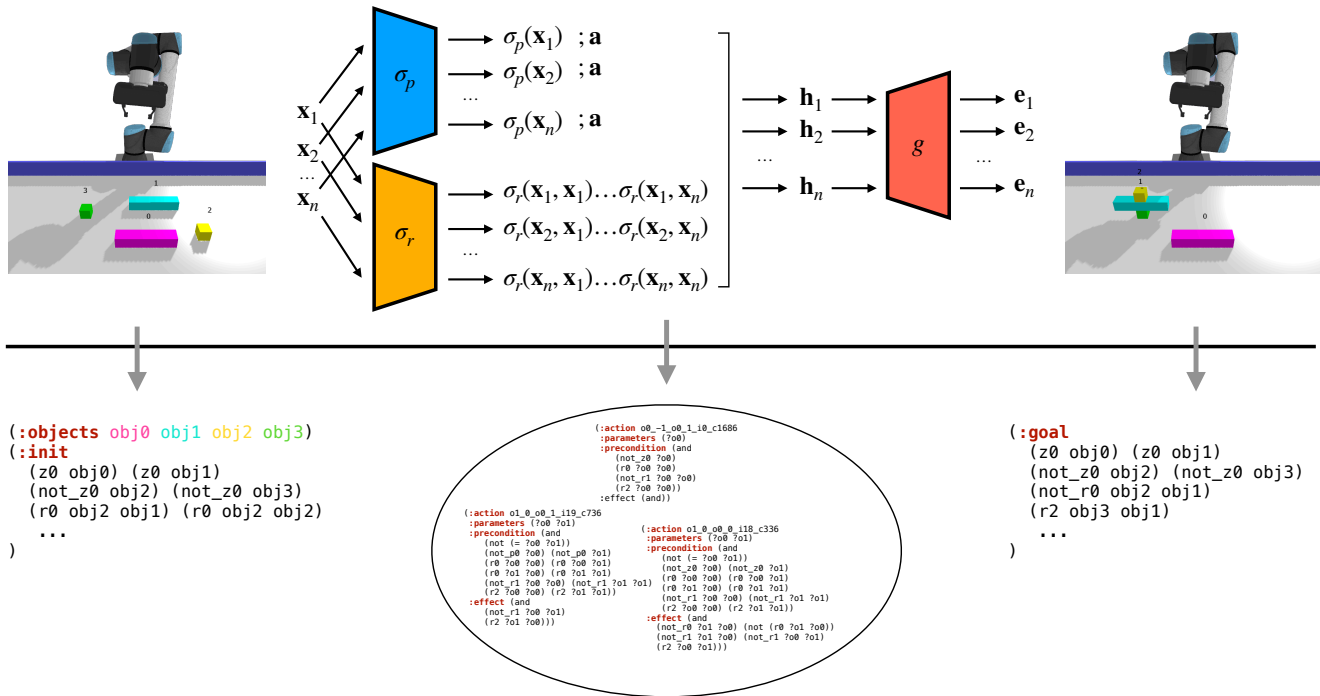 3
1
0
2
x₁
x₂
...
xₙ
σₚ
σᵣ
σₚ(x₁) ; a
σₚ(x₂) ; a
...
σₚ(xₙ) ; a
σᵣ(x₁, x₁)…σᵣ(x₁, xₙ)
σᵣ(x₂, x₁)…σᵣ(x₂, xₙ)
...
σᵣ(xₙ, x₁)…σᵣ(xₙ, xₙ)
h₁
h₂
...
hₙ
g
e₁
e₂
...
eₙ
2
1
0
(:objects obj0 obj1 obj2 obj3)
(:init
(z0 obj0) (z0 obj1)
(not_z0 obj2) (not_z0 obj3)
(r0 obj2 obj1) (r0 obj2 obj2)
...
)
(:action o0_−1_o0_1_i0_c1686
:parameters (?o0)
:precondition (and
(not_z0 ?o0)
(r0 ?o0 ?o0)
(not_r1 ?o0 ?o0)
(r2 ?o0 ?o0))
:effect (and))
(:action o1_0_o0_1_i19_c736
:parameters (?o0 ?o1)
:precondition (and
(not (= ?o0 ?o1))
(not_p0 ?o0) (not_p0 ?o1)
(r0 ?o0 ?o0) (r0 ?o0 ?o1)
(r0 ?o1 ?o0) (r0 ?o1 ?o1)
(not_r1 ?o0 ?o0) (not_r1 ?o1 ?o1)
(r2 ?o0 ?o0) (r2 ?o1 ?o1))
:effect (and
(not_r1 ?o0 ?o1)
(r2 ?o1 ?o0)))
(:action o1_0_o0_0_i18_c336
:parameters (?o0 ?o1)
:precondition (and
(not (= ?o0 ?o1))
(not_z0 ?o0) (not_z0 ?o1)
(r0 ?o0 ?o0) (r0 ?o0 ?o1)
(r0 ?o1 ?o0) (r0 ?o1 ?o1)
(not_r1 ?o0 ?o0) (not_r1 ?o1 ?o1)
(r2 ?o0 ?o0) (r2 ?o1 ?o1))
:effect (and
(not_r0 ?o1 ?o0) (not (r0 ?o1 ?o0))
(not_r1 ?o1 ?o0) (not_r1 ?o0 ?o1)
(r2 ?o0 ?o1)))
(:goal
(z0 obj0) (z0 obj1)
(not_z0 obj2) (not_z0 obj3)
(not_r0 obj2 obj1)
(r2 obj3 obj1)
...
)